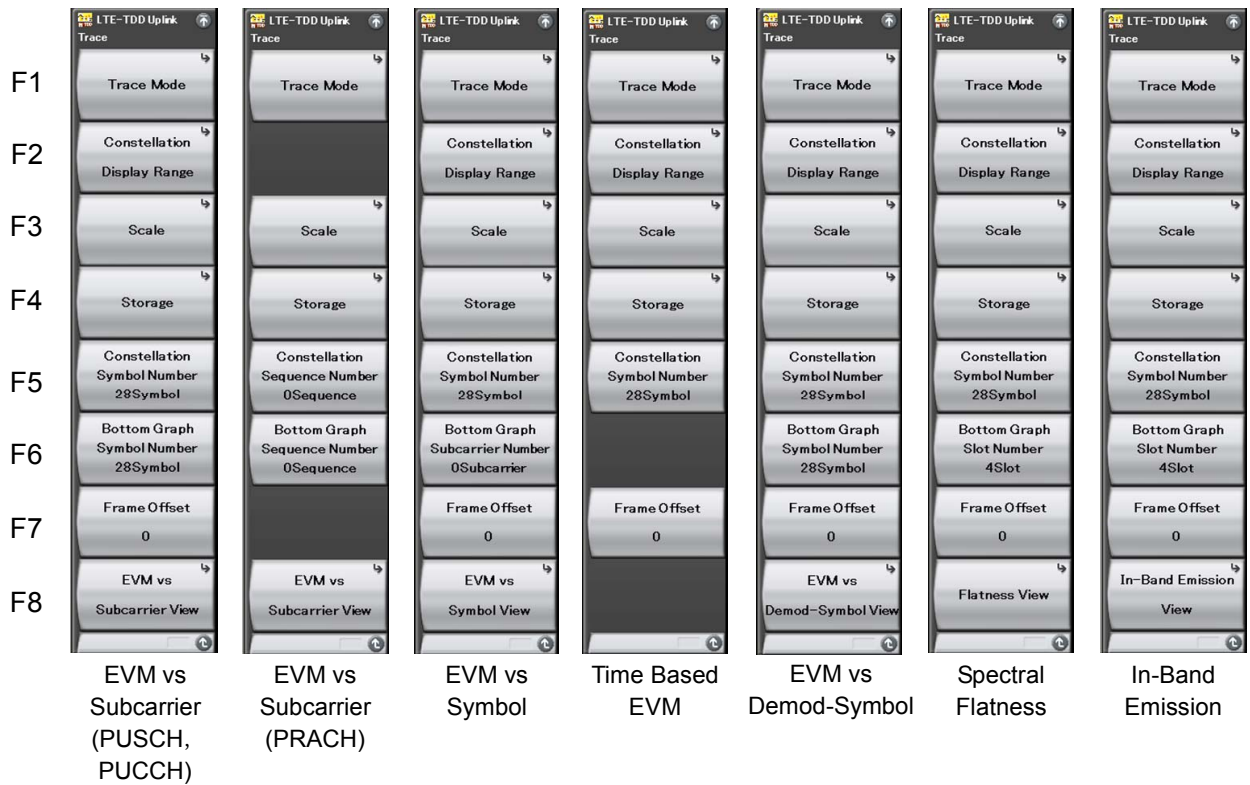 LTE-TDD Uplink
Trace
Trace Mode
Constellation
Display Range
Scale
Storage
Constellation
Symbol Number
28Symbol
Bottom Graph
Symbol Number
28Symbol
Frame Offset
0
EVM vs
Subcarrier View
LTE-TDD Uplink
Trace
Trace Mode
Scale
Storage
Constellation
Sequence Number
0Sequence
Bottom Graph
Sequence Number
0Sequence
EVM vs
Subcarrier View
LTE-TDD Uplink
Trace
Trace Mode
Constellation
Display Range
Scale
Storage
Constellation
Symbol Number
28Symbol
Bottom Graph
Subcarrier Number
0Subcarrier
Frame Offset
0
EVM vs
Symbol View
LTE-TDD Uplink
Trace
Trace Mode
Constellation
Display Range
Scale
Storage
Constellation
Symbol Number
28Symbol
Frame Offset
0
LTE-TDD Uplink
Trace
Trace Mode
Constellation
Display Range
Scale
Storage
Constellation
Symbol Number
28Symbol
Bottom Graph
Symbol Number
28Symbol
Frame Offset
0
EVM vs
Demod-Symbol View
LTE-TDD Uplink
Trace
Trace Mode
Constellation
Display Range
Scale
Storage
Constellation
Symbol Number
28Symbol
Bottom Graph
Slot Number
4Slot
Frame Offset
0
Flatness View
LTE-TDD Uplink
Trace
Trace Mode
Constellation
Display Range
Scale
Storage
Constellation
Symbol Number
28Symbol
Bottom Graph
Slot Number
4Slot
Frame Offset
0
In-Band Emission
View
F1
F2
F3
F4
F5
F6
F7
F8
EVM vs
Subcarrier
(PUSCH,
PUCCH)
EVM vs
Subcarrier
(PRACH)
EVM vs
Symbol
Time Based
EVM
EVM vs
Demod-Symbol
Spectral
Flatness
In-Band
Emission